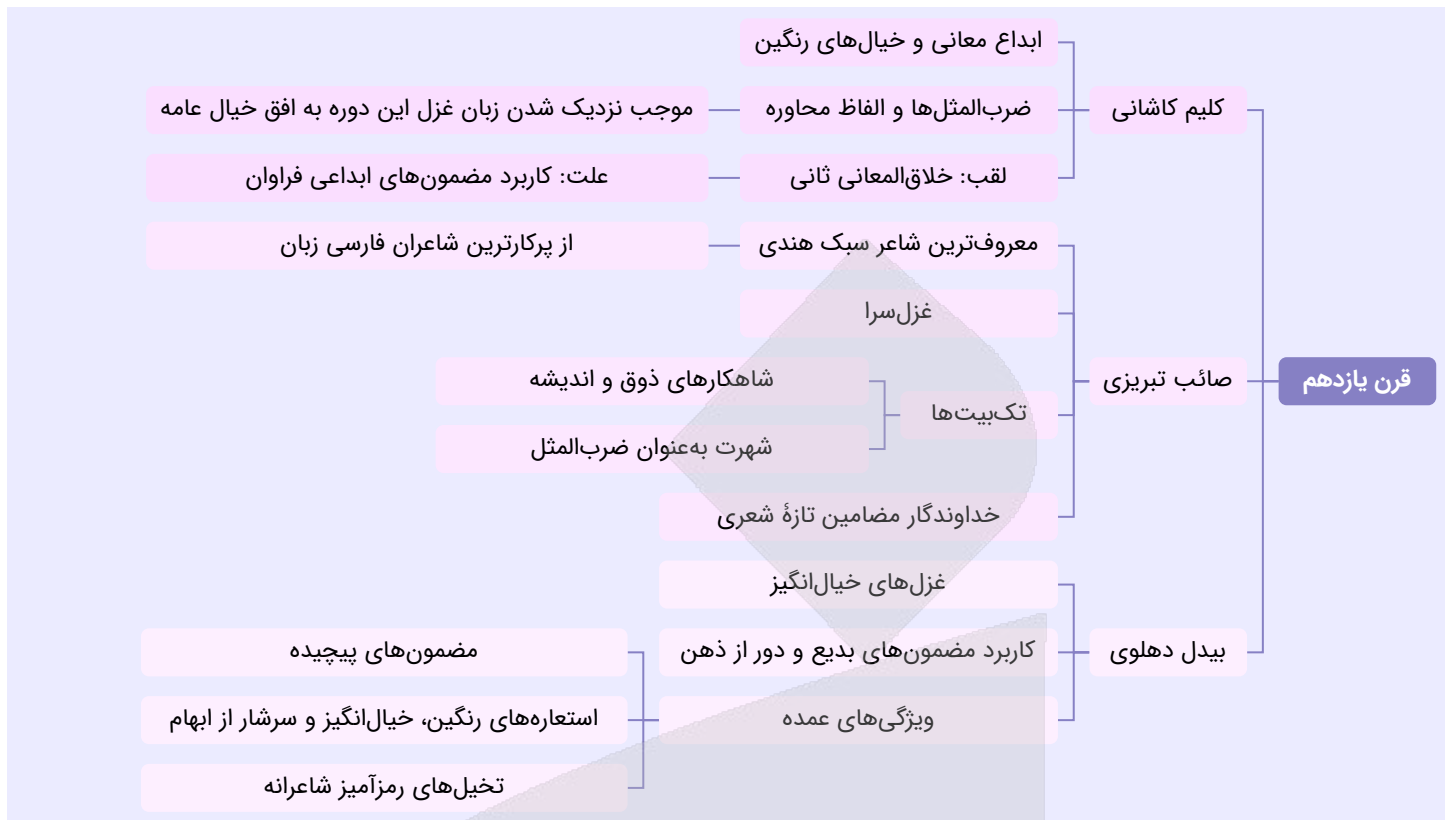 قرن یازدهم
کلیم کاشانی
ابداع معانی و خیال‌های رنگین
ضرب‌المثل‌ها و الفاظ محاوره
موجب نزدیک شدن زبان غزل این دوره به افق خیال عامه
لقب: خلاق‌المعانی ثانی
علت: کاربرد مضمون‌های ابداعی فراوان
صائب تبریزی
معروف‌ترین شاعر سبک هندی
از پرکارترین شاعران فارسی زبان
غزل‌سرا
تک‌بیت‌ها
شاهکارهای ذوق و اندیشه
شهرت به‌عنوان ضرب‌المثل
خداوندگار مضامین تازهٔ شعری
بیدل دهلوی
غزل‌های خیال‌انگیز
کاربرد مضمون‌های بدیع و دور از ذهن
ویژگی‌های عمده
مضمون‌های پیچیده
استعاره‌های رنگین، خیال‌انگیز و سرشار از ابهام
تخیل‌های رمزآمیز شاعرانه